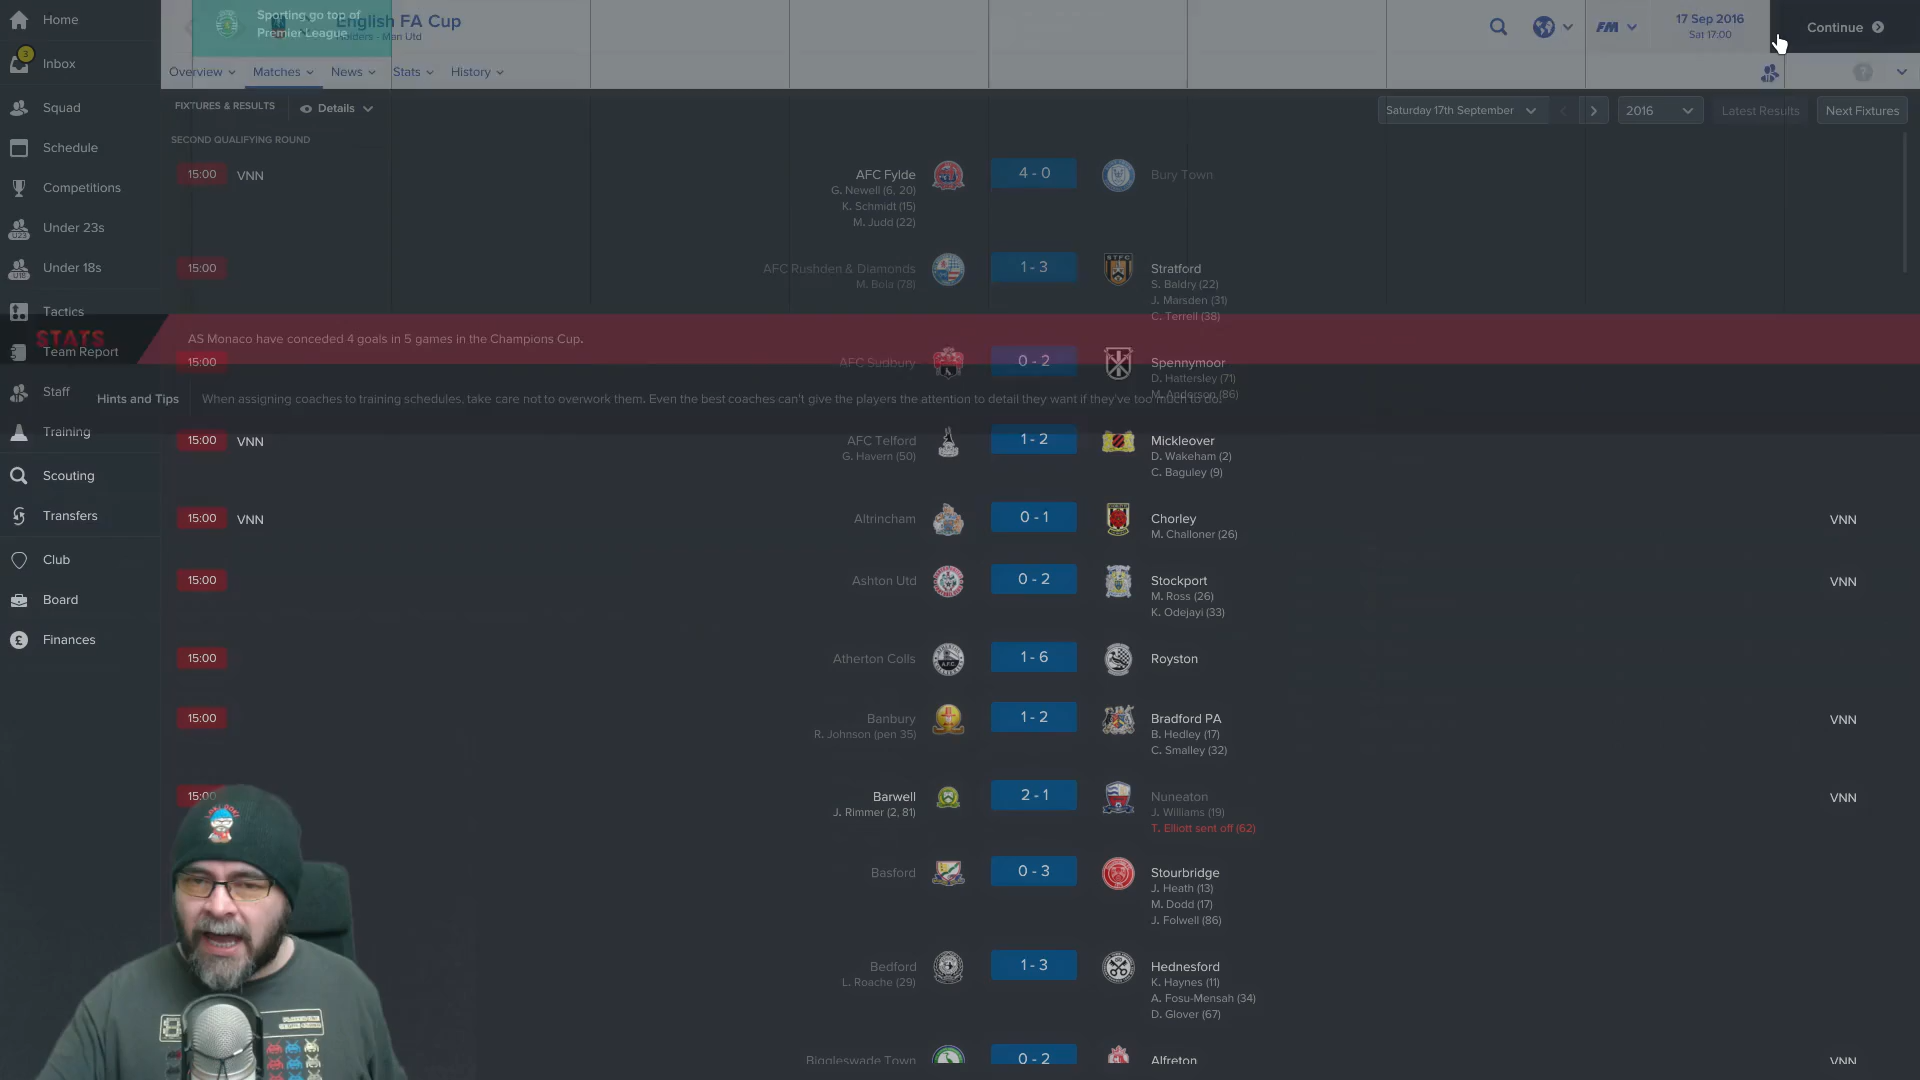 Home
Inbox
3
Squad
Schedule
Competitions
Under 23s
Under 18s
Tactics
Team Report
Staff
Training
Scouting
Transfers
Club
Board
Finances
Sporting go top of
Premier League
English FA Cup
Holders - Man Utd
FM
17 Sep 2016
Sat 17:00
Continue
Overview
Matches
News
Stats
History
?
FIXTURES & RESULTS
Details
Saturday 17th September
2016
Latest Results
Next Fixtures
SECOND QUALIFYING ROUND
15:00 VNN AFC Fylde 4 - 0 Bury Town
G. Newell (6, 20)
K. Schmidt (15)
M. Judd (22)
15:00 AFC Rushden & Diamonds 1 - 3 Stratford
M. Bola (78) S. Baldry (22)
J. Marsden (31)
C. Terrell (38)
STATS
AS Monaco have conceded 4 goals in 5 games in the Champions Cup.
15:00 AFC Sudbury 0 - 2 Spennymoor
D. Hattersley (71)
M. Anderson (86)
Hints and Tips
When assigning coaches to training schedules, take care not to overwork them. Even the best coaches can't give the players the attention to detail they want if they've too much to do.
15:00 VNN AFC Telford 1 - 2 Mickleover
G. Havern (50) D. Wakeham (2)
C. Baguley (9)
15:00 VNN Altrincham 0 - 1 Chorley VNN
M. Challoner (26)
15:00 Ashton Utd 0 - 2 Stockport VNN
M. Ross (26)
K. Odejayi (33)
15:00 Atherton Colls 1 - 6 Royston
15:00 Banbury 1 - 2 Bradford PA VNN
R. Johnson (pen 35) B. Hedley (17)
C. Smalley (32)
15:00 Barwell 2 - 1 Nuneaton VNN
J. Rimmer (2, 81) J. Williams (19)
T. Elliott sent off (62)
Basford 0 - 3 Stourbridge
J. Heath (13)
M. Dodd (17)
J. Folwell (86)
Bedford 1 - 3 Hednesford
L. Roache (29) K. Haynes (11)
A. Fosu-Mensah (34)
D. Glover (67)
Biggleswade Town 0 - 2 Alfreton VNN